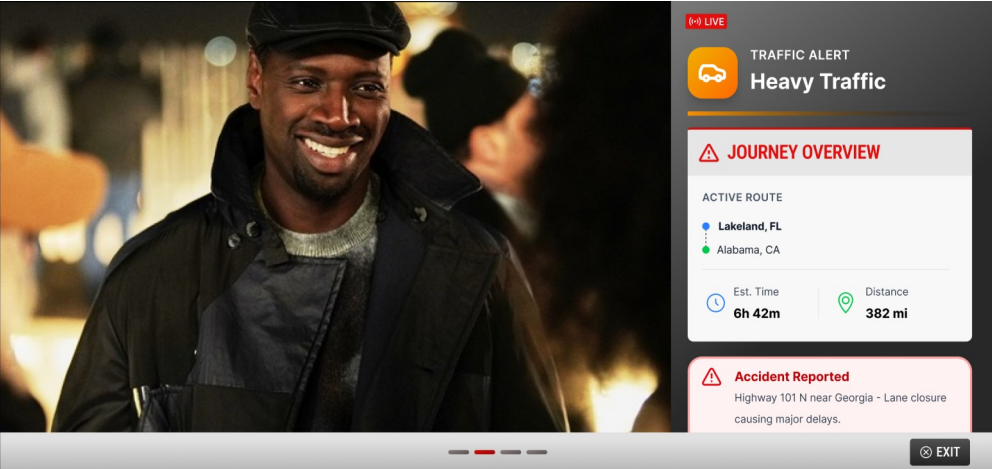 LIVE
TRAFFIC ALERT
Heavy Traffic
JOURNEY OVERVIEW
ACTIVE ROUTE
Lakeland, FL
Alabama, CA
Est. Time
6h 42m
Distance
382 mi
Accident Reported
Highway 101 N near Georgia - Lane closure
causing major delays.
EXIT